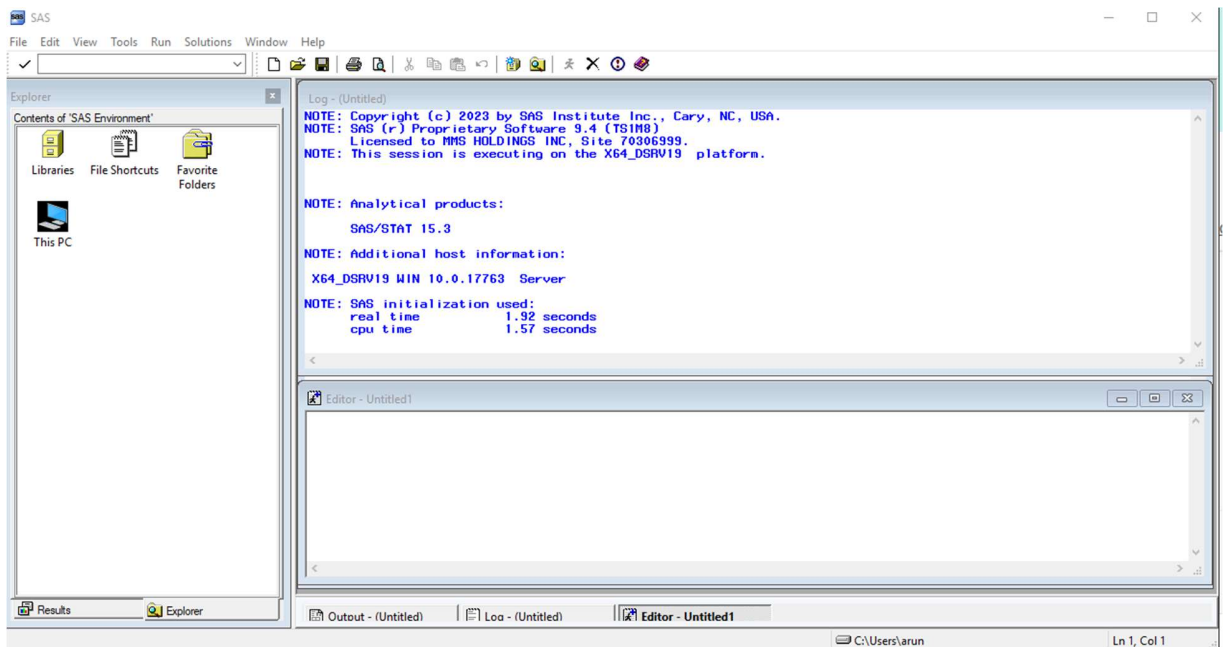 SAS
File Edit View Tools Run Solutions Window Help
Explorer
Contents of 'SAS Environment'
Libraries
File Shortcuts
Favorite Folders
This PC
Results
Explorer
Log - (Untitled)
NOTE: Copyright (c) 2023 by SAS Institute Inc., Cary, NC, USA.
NOTE: SAS (r) Proprietary Software 9.4 (TS1M8)
Licensed to MMS HOLDINGS INC, Site 70306999.
NOTE: This session is executing on the X64_DSRV19 platform.
NOTE: Analytical products:
SAS/STAT 15.3
NOTE: Additional host information:
X64_DSRV19 WIN 10.0.17763 Server
NOTE: SAS initialization used:
real time 1.92 seconds
cpu time 1.57 seconds
Editor - Untitled1
Output - (Untitled)
Log - (Untitled)
Editor - Untitled1
C:\Users\arun
Ln 1, Col 1